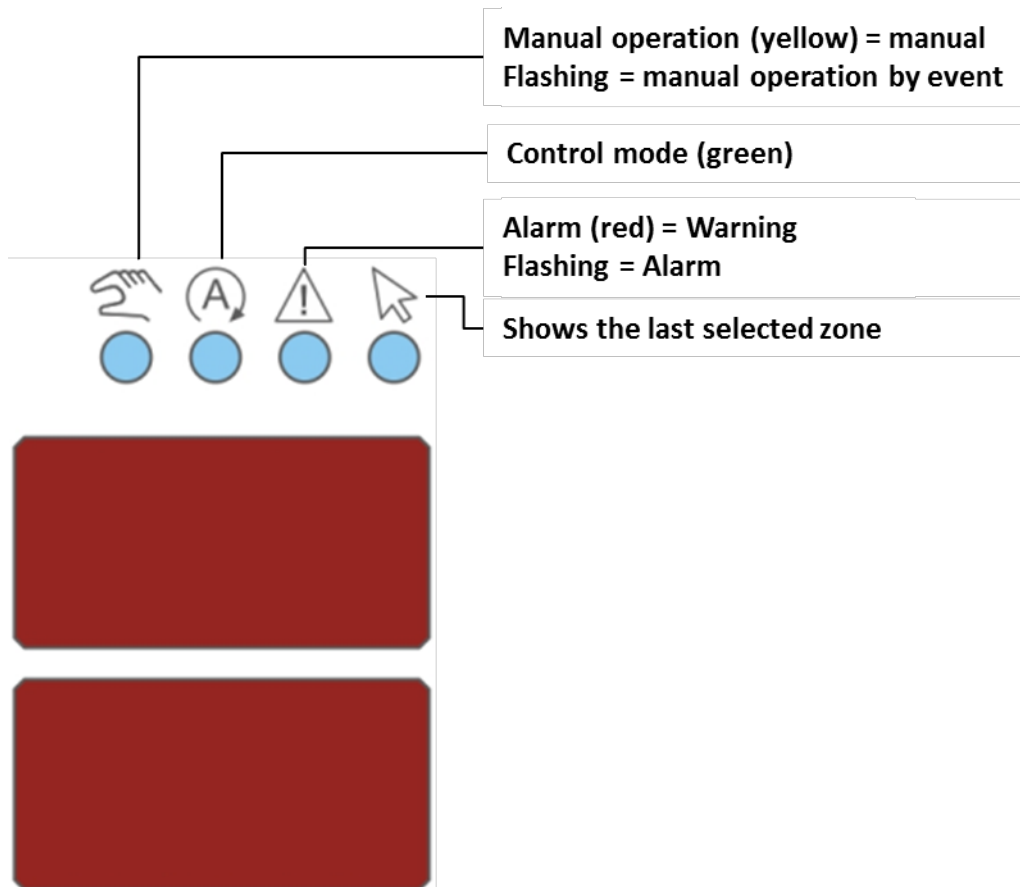 Manual operation (yellow) = manual
Flashing = manual operation by event
Control mode (green)
Alarm (red) = Warning
Flashing = Alarm
Shows the last selected zone
A
!